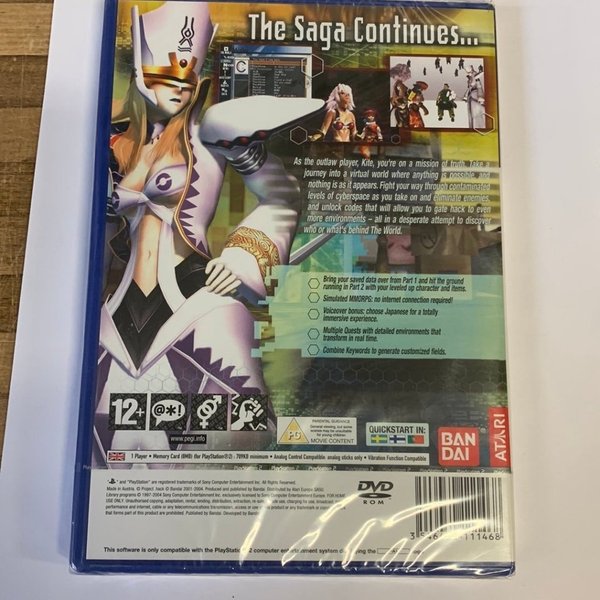 The Saga Continues...
As the outlaw player, Kite, you're on a mission of truth. Take a
journey into a virtual world where anything is possible, and
nothing is as it appears. Fight your way through contaminated
levels of cyberspace as you take on and eliminate enemies,
and unlock codes that will allow you to gate hack to even
more environments – all in a desperate attempt to discover
who or what's behind The World.
Bring your saved data over from Part 1 and hit the ground
running in Part 2 with your leveled up character and items.
Simulated MMORPG: no internet connection required!
Voiceover bonus: choose Japanese for a totally
immersive experience.
Multiple Quests with detailed environments that
transform in real time.
Combine Keywords to generate customized fields.
12+
@*!
www.pegi.info
PARENTAL GUIDANCE
PG
MOVIE CONTENT
QUICKSTART IN:
BAN
DAI
ATARI
1 Player • Memory Card (8MB) (for PlayStation®2) : 709KB minimum • Analog Control Compatible: analog sticks only • Vibration Function Compatible
DVD
ROM
This software is only compatible with the PlayStation 2 computer entertainment system displaying the